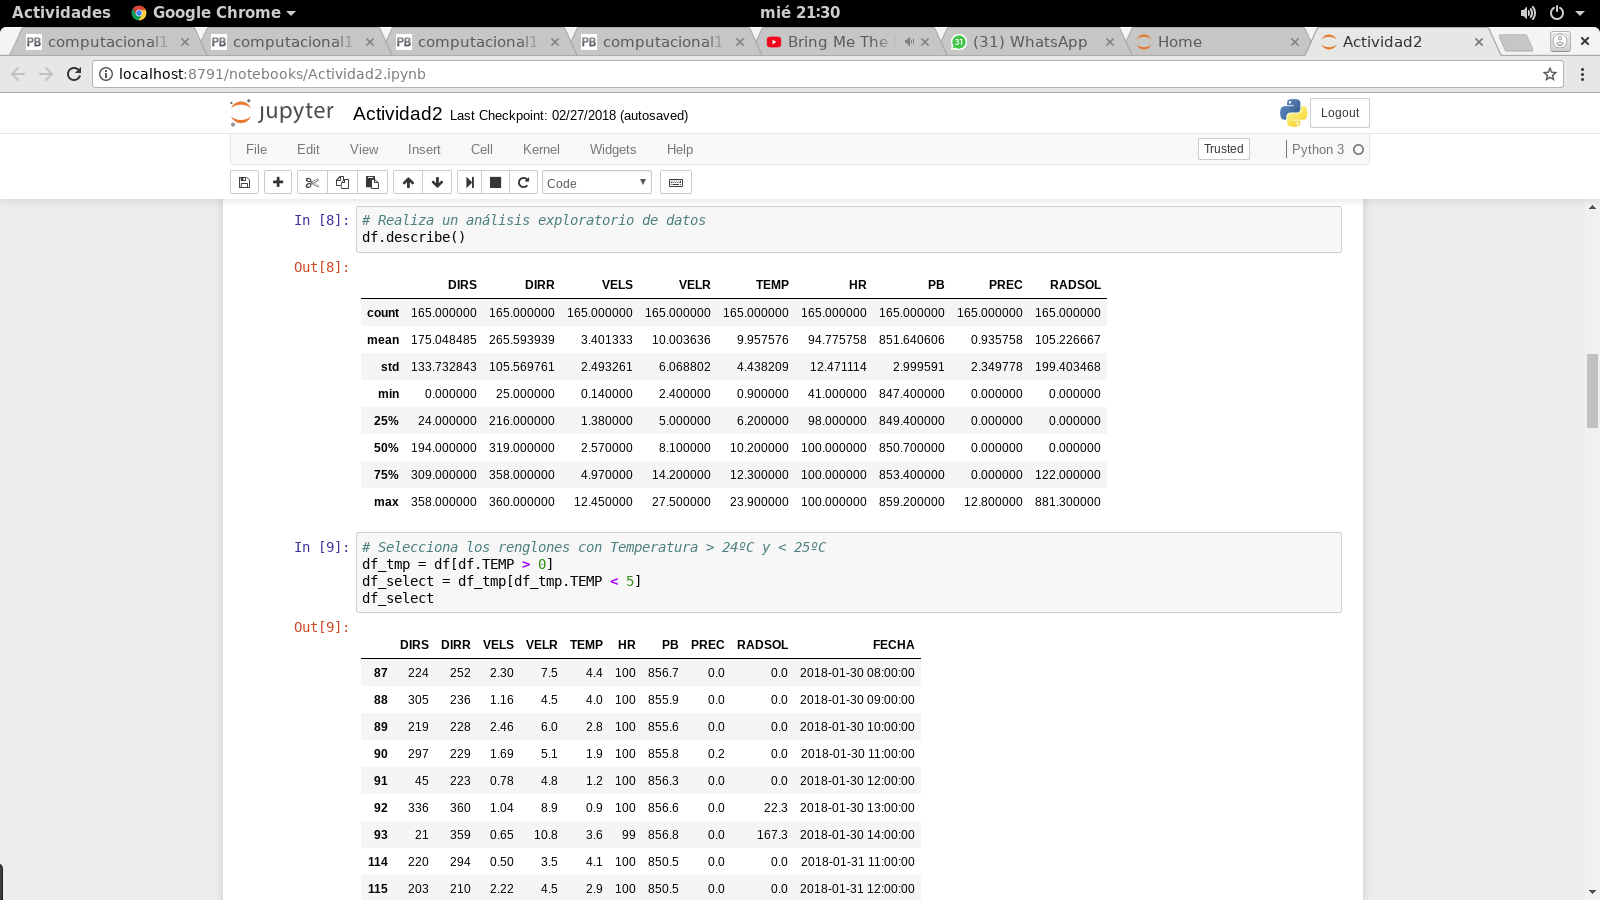 Actividades Google Chrome mié 21:30
PB computacional1 PB computacional1 PB computacional1 PB computacional1 Bring Me The 31 (31) WhatsApp Home Actividad2
localhost:8791/notebooks/Actividad2.ipynb
jupyter Actividad2 Last Checkpoint: 02/27/2018 (autosaved) Logout
File Edit View Insert Cell Kernel Widgets Help Trusted Python 3
Code
In [8]: # Realiza un análisis exploratorio de datos
df.describe()
Out[8]:
DIRS DIRR VELS VELR TEMP HR PB PREC RADSOL
count 165.000000 165.000000 165.000000 165.000000 165.000000 165.000000 165.000000 165.000000 165.000000
mean 175.048485 265.593939 3.401333 10.003636 9.957576 94.775758 851.640606 0.935758 105.226667
std 133.732843 105.569761 2.493261 6.068802 4.438209 12.471114 2.999591 2.349778 199.403468
min 0.000000 25.000000 0.140000 2.400000 0.900000 41.000000 847.400000 0.000000 0.000000
25% 24.000000 216.000000 1.380000 5.000000 6.200000 98.000000 849.400000 0.000000 0.000000
50% 194.000000 319.000000 2.570000 8.100000 10.200000 100.000000 850.700000 0.000000 0.000000
75% 309.000000 358.000000 4.970000 14.200000 12.300000 100.000000 853.400000 0.000000 122.000000
max 358.000000 360.000000 12.450000 27.500000 23.900000 100.000000 859.200000 12.800000 881.300000
In [9]: # Selecciona los renglones con Temperatura > 24ºC y < 25ºC
df_tmp = df[df.TEMP > 0]
df_select = df_tmp[df_tmp.TEMP < 5]
df_select
Out[9]:
DIRS DIRR VELS VELR TEMP HR PB PREC RADSOL FECHA
87 224 252 2.30 7.5 4.4 100 856.7 0.0 0.0 2018-01-30 08:00:00
88 305 236 1.16 4.5 4.0 100 855.9 0.0 0.0 2018-01-30 09:00:00
89 219 228 2.46 6.0 2.8 100 855.6 0.0 0.0 2018-01-30 10:00:00
90 297 229 1.69 5.1 1.9 100 855.8 0.2 0.0 2018-01-30 11:00:00
91 45 223 0.78 4.8 1.2 100 856.3 0.0 0.0 2018-01-30 12:00:00
92 336 360 1.04 8.9 0.9 100 856.6 0.0 22.3 2018-01-30 13:00:00
93 21 359 0.65 10.8 3.6 99 856.8 0.0 167.3 2018-01-30 14:00:00
114 220 294 0.50 3.5 4.1 100 850.5 0.0 0.0 2018-01-31 11:00:00
115 203 210 2.22 4.5 2.9 100 850.5 0.0 0.0 2018-01-31 12:00:00